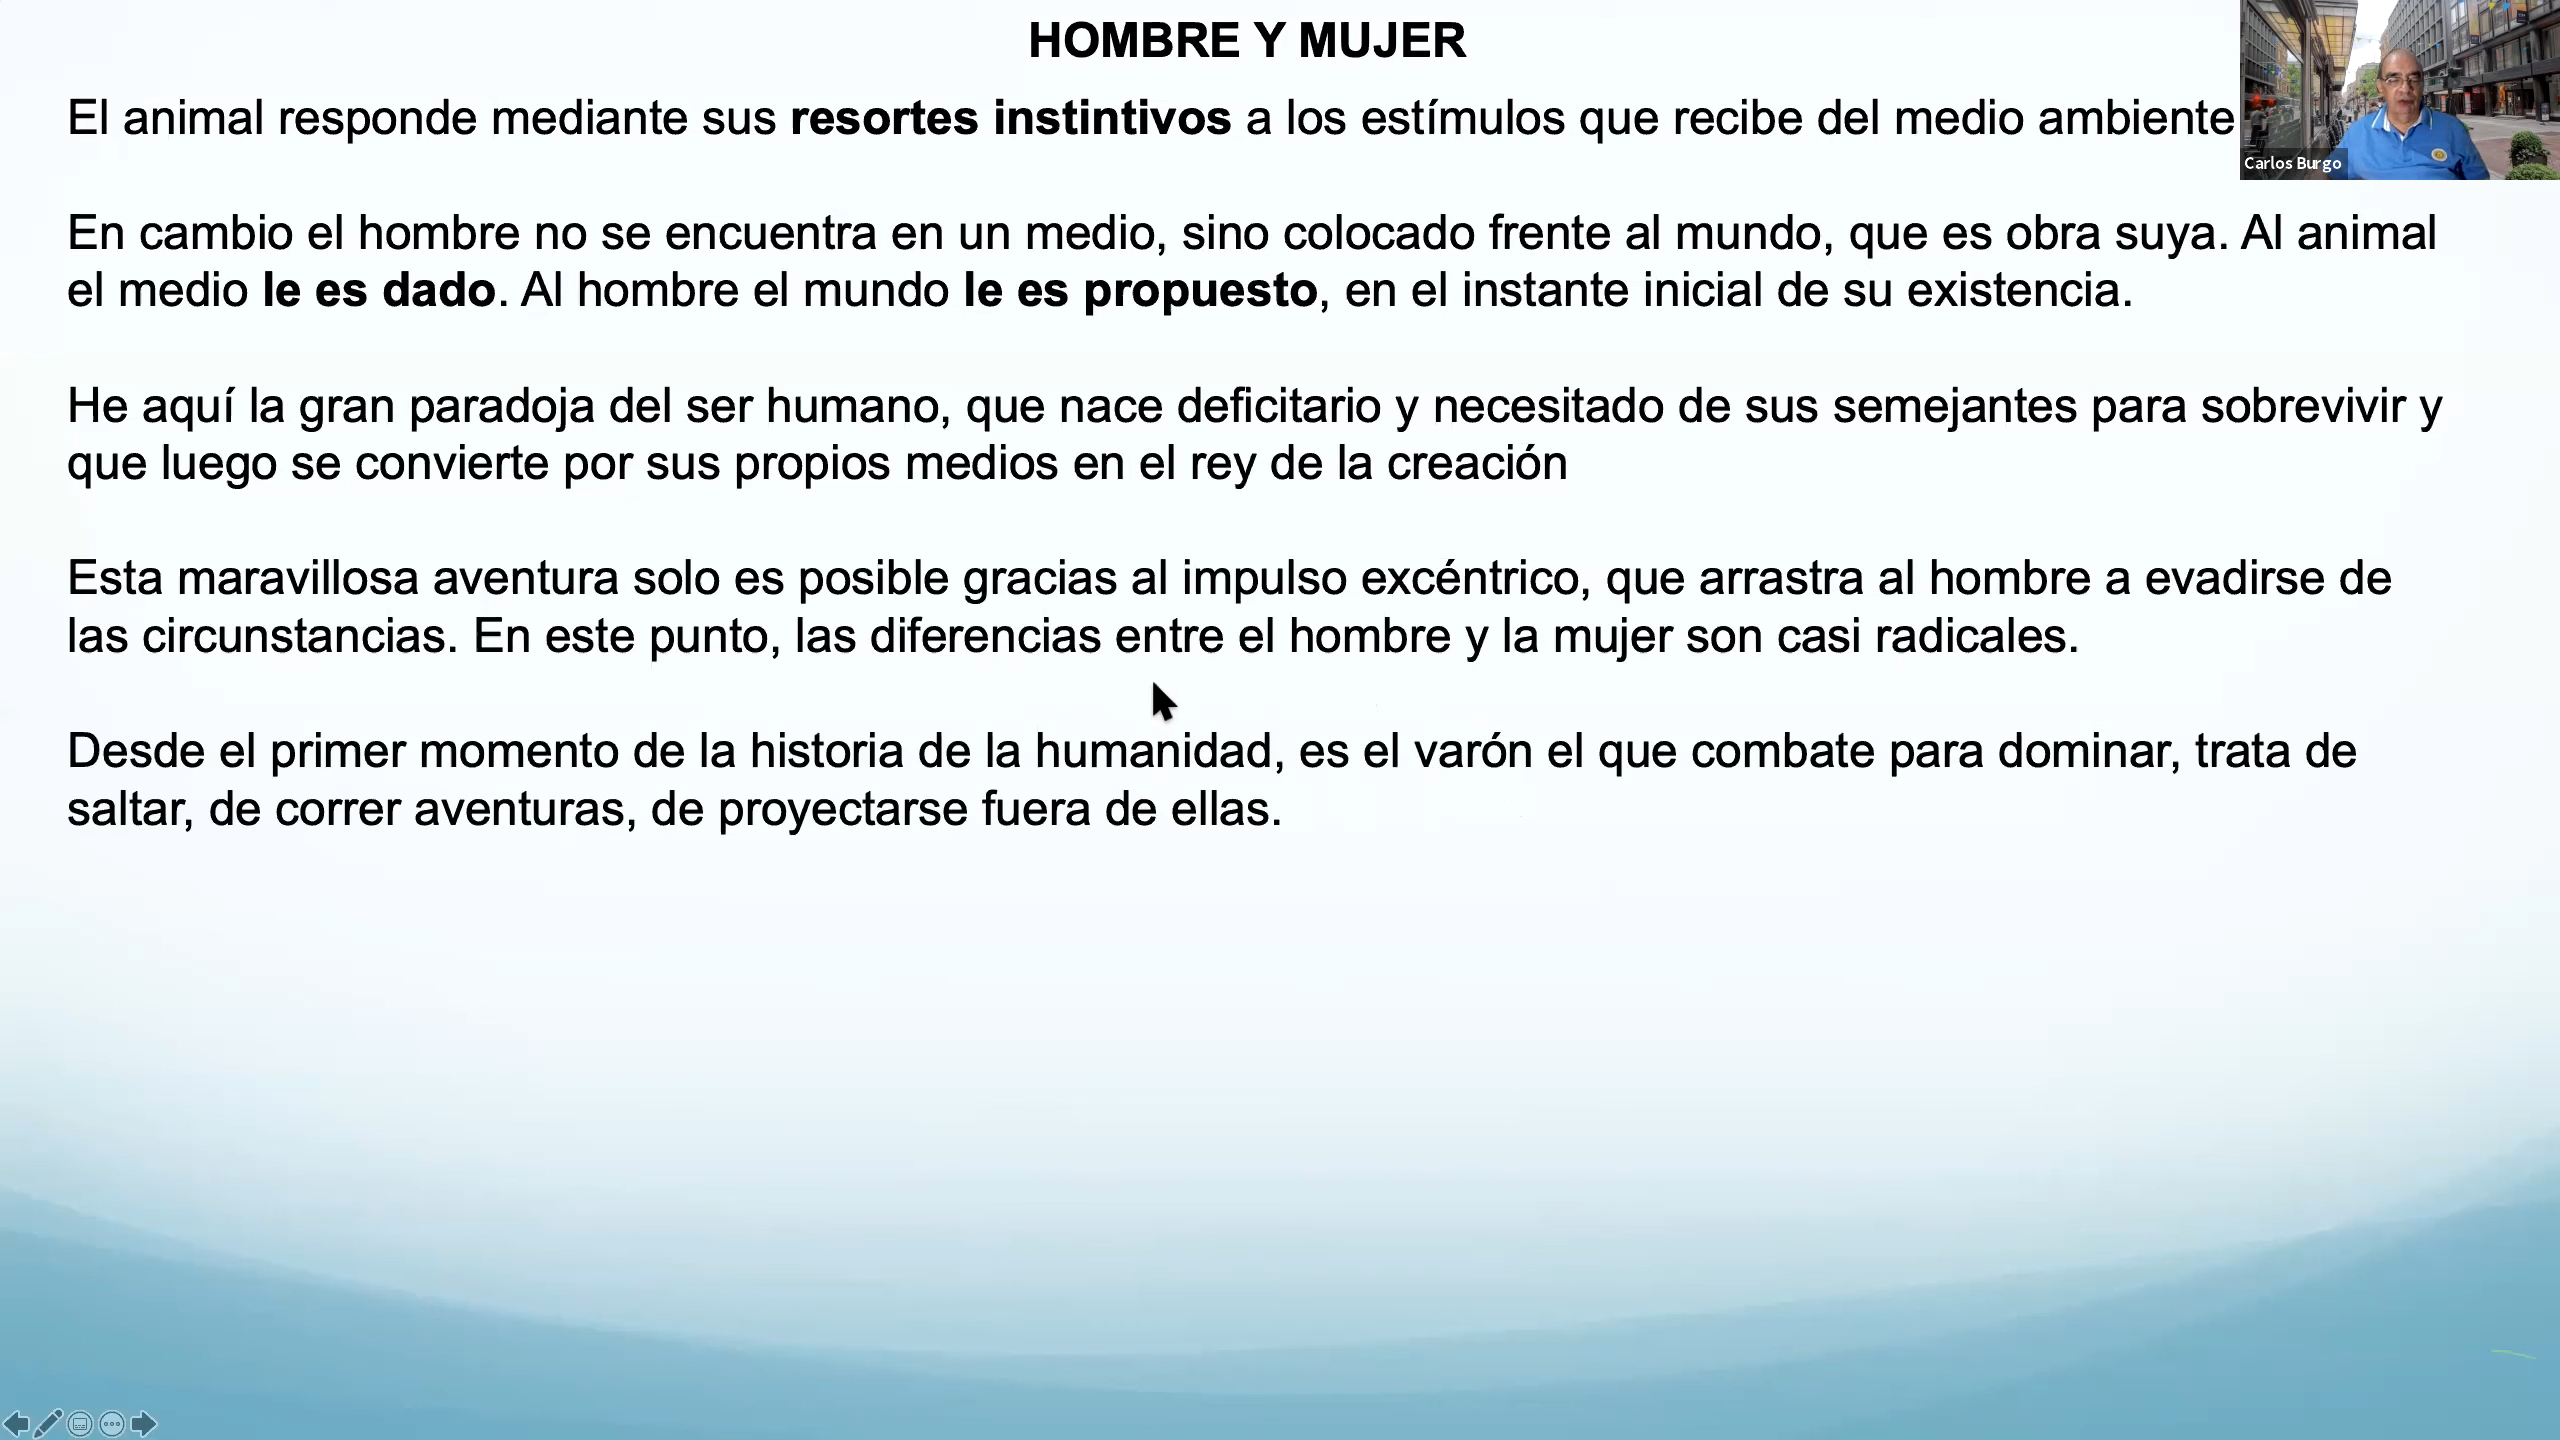 HOMBRE Y MUJER
El animal responde mediante sus resortes instintivos a los estímulos que recibe del medio ambiente
Carlos Burgo
En cambio el hombre no se encuentra en un medio, sino colocado frente al mundo, que es obra suya. Al animal
el medio le es dado. Al hombre el mundo le es propuesto, en el instante inicial de su existencia.
He aquí la gran paradoja del ser humano, que nace deficitario y necesitado de sus semejantes para sobrevivir y
que luego se convierte por sus propios medios en el rey de la creación
Esta maravillosa aventura solo es posible gracias al impulso excéntrico, que arrastra al hombre a evadirse de
las circunstancias. En este punto, las diferencias entre el hombre y la mujer son casi radicales.
Desde el primer momento de la historia de la humanidad, es el varón el que combate para dominar, trata de
saltar, de correr aventuras, de proyectarse fuera de ellas.